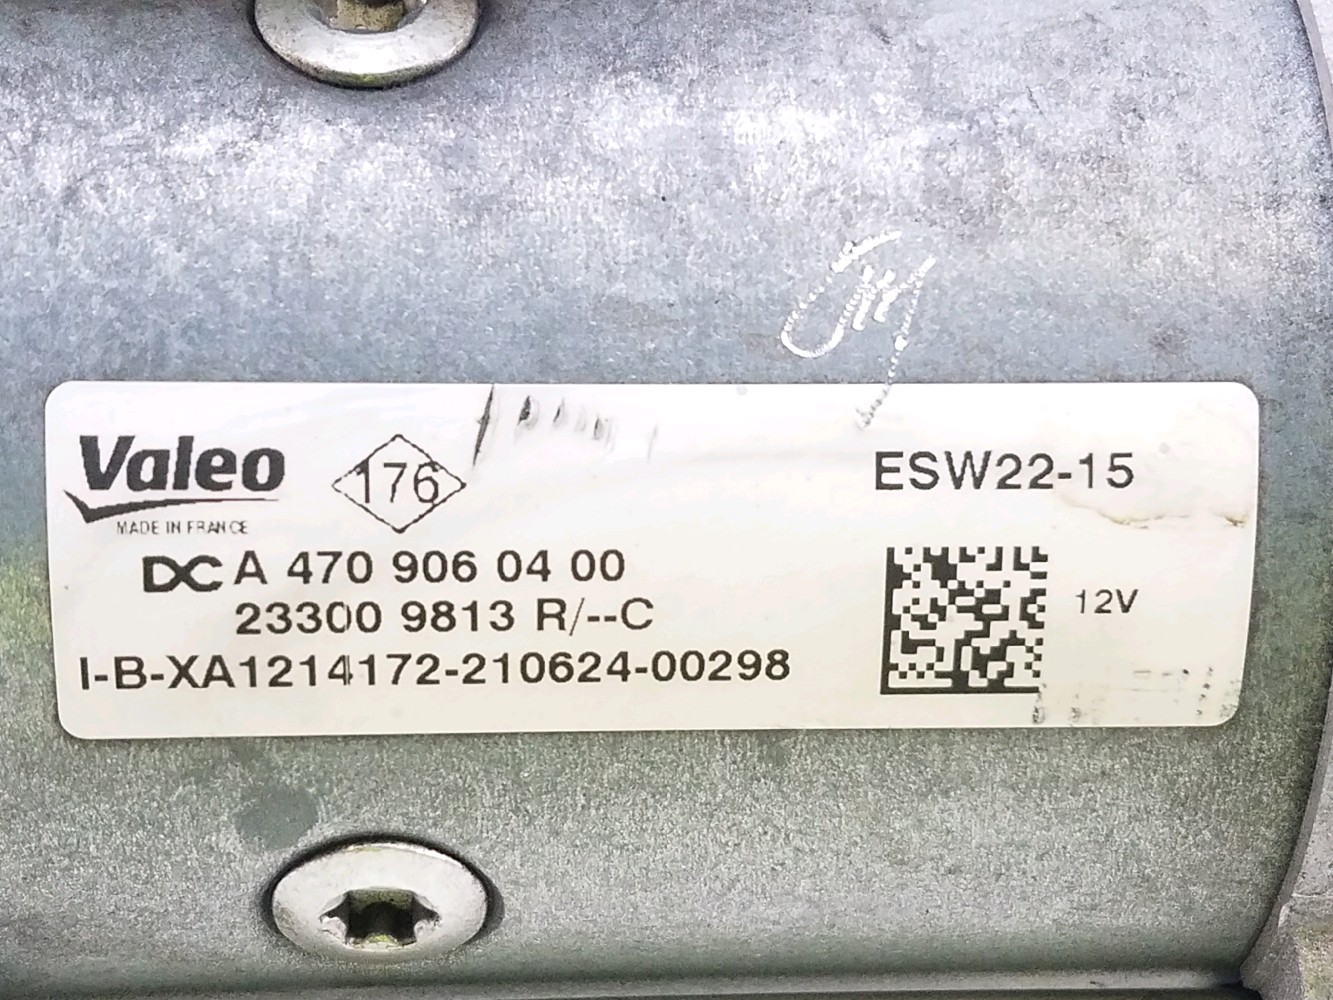 Valeo
MADE IN FRANCE
176
ESW22-15
DC A 470 906 04 00
23300 9813 R/--C
12V
I-B-XA1214172-210624-00298